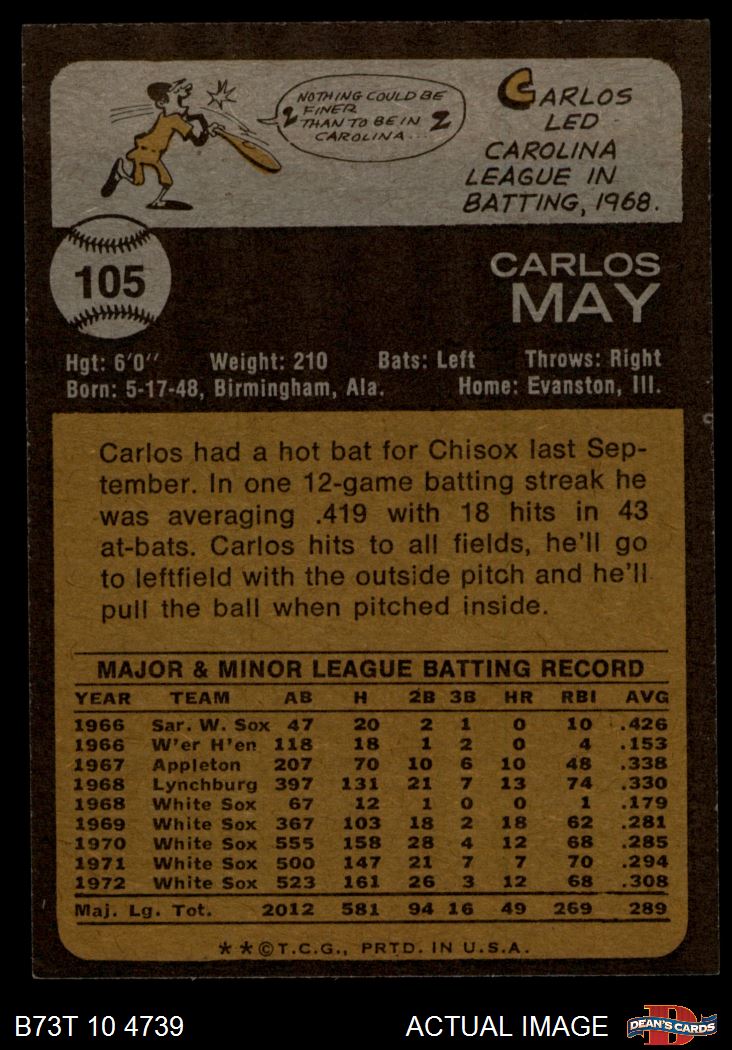 NOTHING COULD BE
FINER
THAN TO BE IN
CAROLINA...
CARLOS
LED
CAROLINA
LEAGUE IN
BATTING, 1968.
105
CARLOS
MAY
Hgt: 6'0" Weight: 210 Bats: Left Throws: Right
Born: 5-17-48, Birmingham, Ala. Home: Evanston, Ill.
Carlos had a hot bat for Chisox last Sep-
tember. In one 12-game batting streak he
was averaging .419 with 18 hits in 43
at-bats. Carlos hits to all fields, he'll go
to leftfield with the outside pitch and he'll
pull the ball when pitched inside.
MAJOR & MINOR LEAGUE BATTING RECORD
YEAR TEAM AB H 2B 3B HR RBI AVG
1966 Sar. W. Sox 47 20 2 1 0 10 .426
1966 W'er H'en 118 18 1 2 0 4 .153
1967 Appleton 207 70 10 6 10 48 .338
1968 Lynchburg 397 131 21 7 13 74 .330
1968 White Sox 67 12 1 0 0 1 .179
1969 White Sox 367 103 18 2 18 62 .281
1970 White Sox 555 158 28 4 12 68 .285
1971 White Sox 500 147 21 7 7 70 .294
1972 White Sox 523 161 26 3 12 68 .308
Maj. Lg. Tot. 2012 581 94 16 49 269 289
**©T.C.G., PRTD. IN U.S.A.
B73T 10 4739 ACTUAL IMAGE
D
DEAN'S CARDS